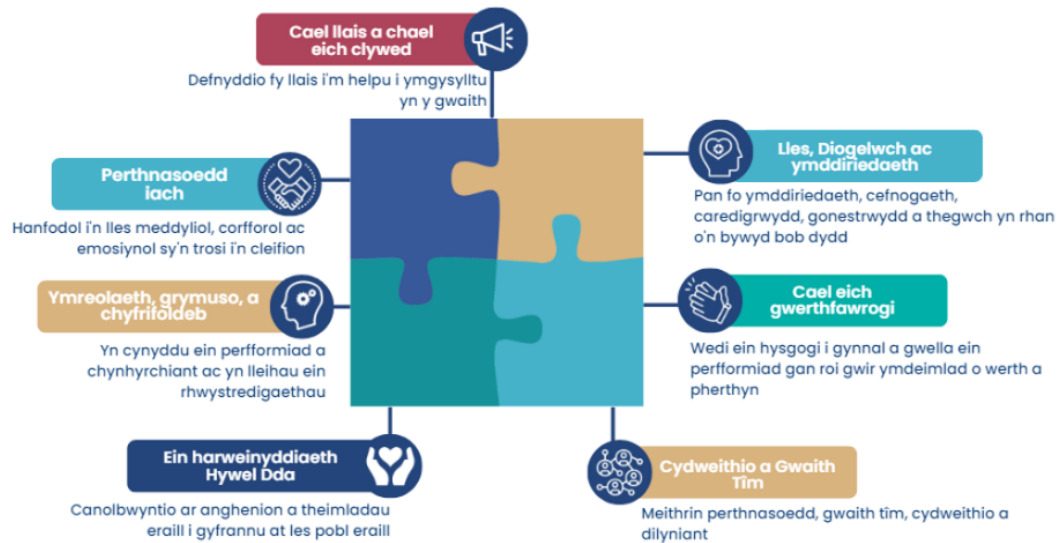 Cael llais a chael
eich clywed
Defnyddio fy llais i'm helpu i ymgysylltu
yn y gwaith
Perthnasoedd
iach
Hanfodol i'n lles meddyliol, corfforol ac
emosiynol sy'n trosi i'n cleifion
Ymreolaeth, grymuso, a
chyfrifoldeb
Yn cynyddu ein perfformiad a
chynhyrchiant ac yn lleihau ein
rhwystredigaethau
Ein harweinyddiaeth
Hywel Dda
Canolbwyntio ar anghenion a theimladau
eraill i gyfrannu at les pobl eraill
Lles, Diogelwch ac
ymddiriedaeth
Pan fo ymddiriedaeth, cefnogaeth,
caredigrwydd, gonestrwydd a thegwch yn rhan
o'n bywyd bob dydd
Cael eich
gwerthfawrogi
Wedi ein hysgogi i gynnal a gwella ein
perfformiad gan roi gwir ymdeimlad o werth a
pherthyn
Cydweithio a Gwaith
Tîm
Meithrin perthnasoedd, gwaith tîm, cydweithio a
dilyniant